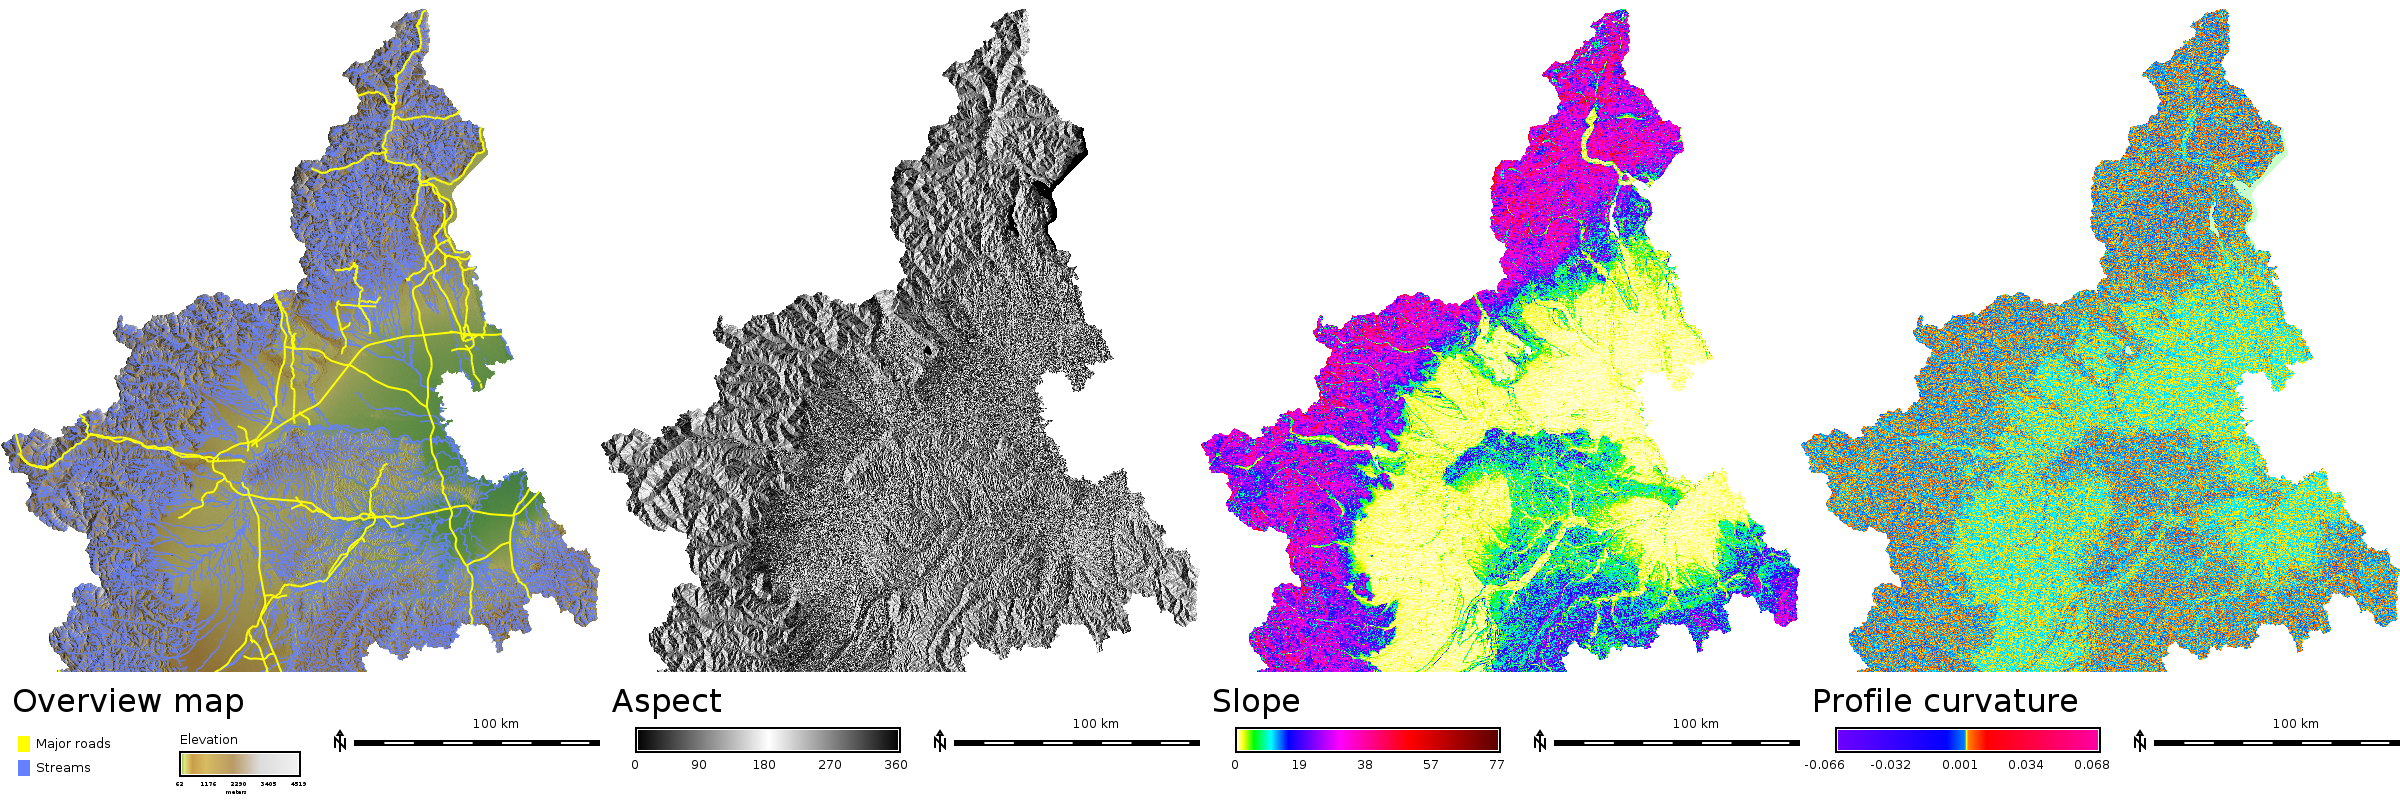 Overview map
Major roads
Streams
Elevation
62 1176 2290 3405 4519
meters
N
100 km
Aspect
0 90 180 270 360
N
100 km
Slope
0 19 38 57 77
N
100 km
Profile curvature
-0.066 -0.032 0.001 0.034 0.068
N
100 km